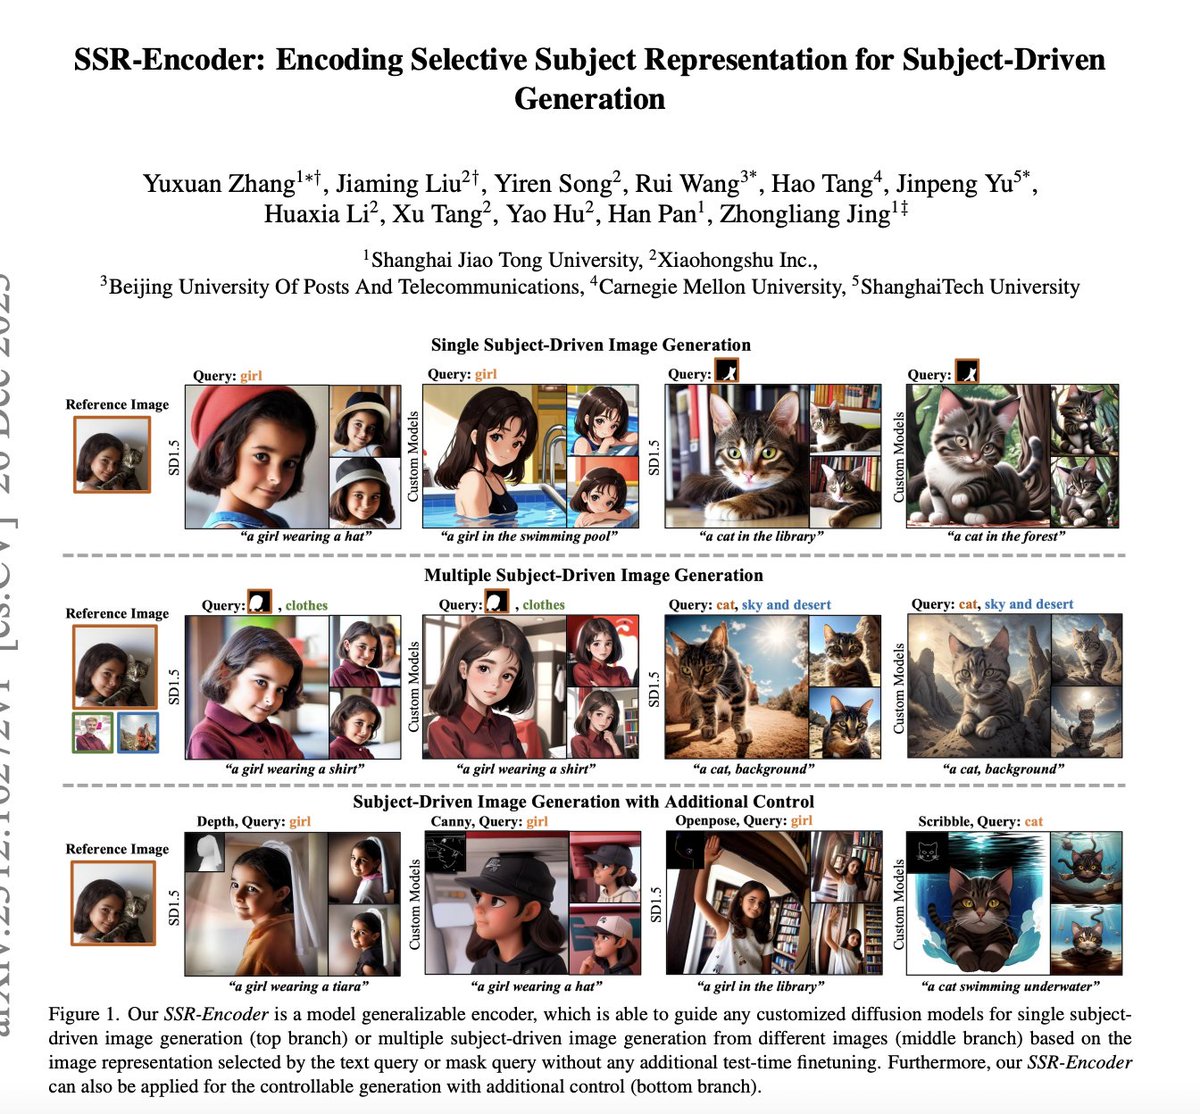 SSR-Encoder: Encoding Selective Subject Representation for Subject-Driven
Generation
Yuxuan Zhang1*†, Jiaming Liu2†, Yiren Song2, Rui Wang3*, Hao Tang4, Jinpeng Yu5*,
Huaxia Li2, Xu Tang2, Yao Hu2, Han Pan1, Zhongliang Jing1‡
1Shanghai Jiao Tong University, 2Xiaohongshu Inc.,
3Beijing University Of Posts And Telecommunications, 4Carnegie Mellon University, 5ShanghaiTech University
Single Subject-Driven Image Generation
Query: girl
Query: girl
Query:
Query:
Reference Image
SD1.5
Custom Models
SD1.5
Custom Models
“a girl wearing a hat”
“a girl in the swimming pool”
“a cat in the library”
“a cat in the forest”
Multiple Subject-Driven Image Generation
Query: , clothes
Query: , clothes
Query: cat, sky and desert
Query: cat, sky and desert
Reference Image
SD1.5
Custom Models
SD1.5
Custom Models
“a girl wearing a shirt”
“a girl wearing a shirt”
“a cat, background”
“a cat, background”
Subject-Driven Image Generation with Additional Control
Depth, Query: girl
Canny, Query: girl
Openpose, Query: girl
Scribble, Query: cat
Reference Image
SD1.5
Custom Models
SD1.5
Custom Models
“a girl wearing a tiara”
“a girl wearing a hat”
“a girl in the library”
“a cat swimming underwater”
Figure 1. Our SSR-Encoder is a model generalizable encoder, which is able to guide any customized diffusion models for single subject-
driven image generation (top branch) or multiple subject-driven image generation from different images (middle branch) based on the
image representation selected by the text query or mask query without any additional test-time finetuning. Furthermore, our SSR-Encoder
can also be applied for the controllable generation with additional control (bottom branch).